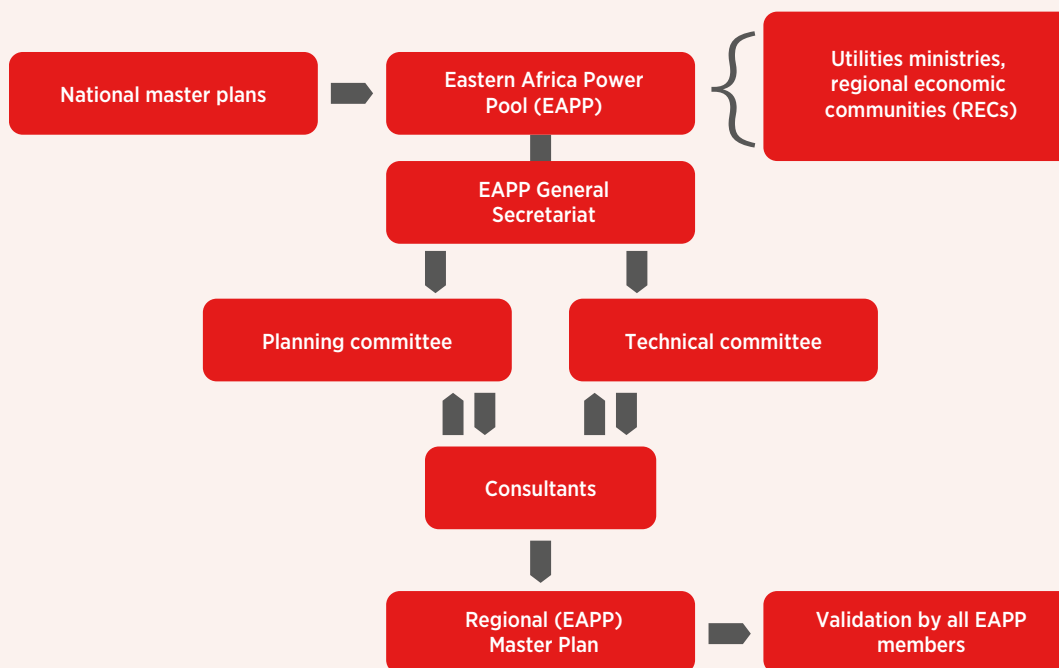 National master plans
Eastern Africa Power
Pool (EAPP)
Utilities ministries,
regional economic
communities (RECs)
EAPP General
Secretariat
Planning committee
Technical committee
Consultants
Regional (EAPP)
Master Plan
Validation by all EAPP
members